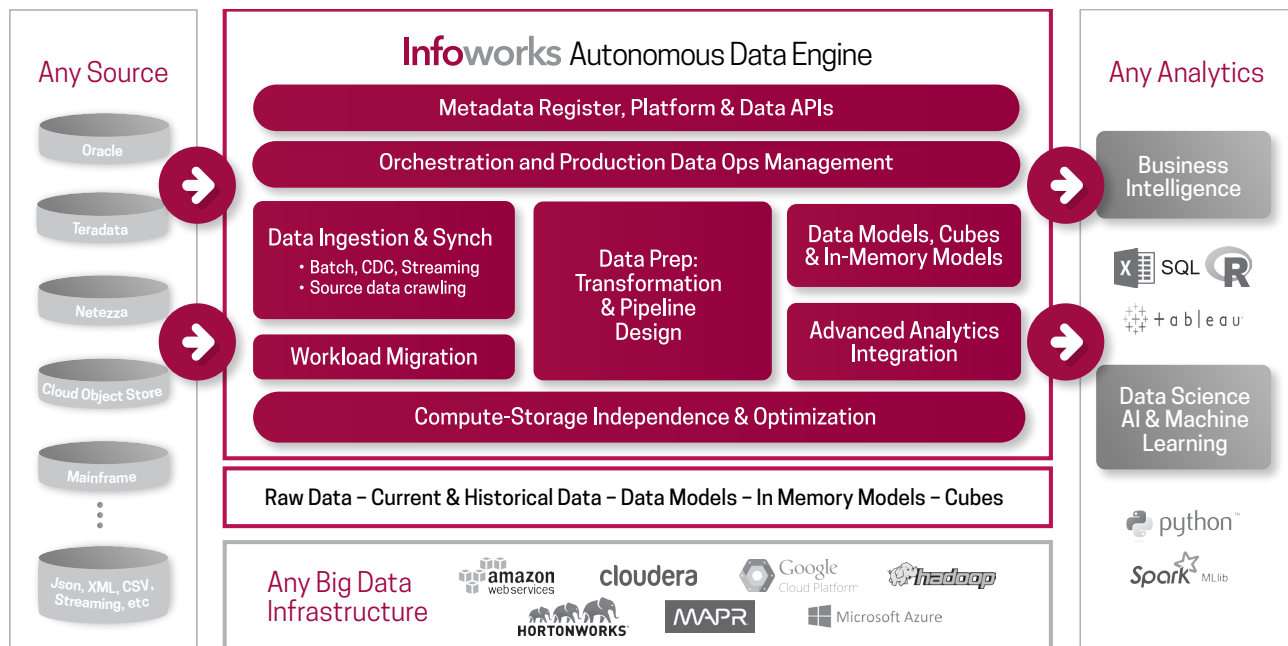 Any Source
Oracle
Teradata
Netezza
Cloud Object Store
Mainframe
Json, XML, CSV,
Streaming, etc
Infoworks Autonomous Data Engine
Metadata Register, Platform & Data APIs
Orchestration and Production Data Ops Management
Data Ingestion & Synch
• Batch, CDC, Streaming
• Source data crawling
Workload Migration
Data Prep:
Transformation
& Pipeline
Design
Data Models, Cubes
& In-Memory Models
Advanced Analytics
Integration
Compute-Storage Independence & Optimization
Raw Data – Current & Historical Data – Data Models – In Memory Models – Cubes
Any Big Data
Infrastructure
amazon
webservices
cloudera
Google
Cloud Platform
hadoop
HORTONWORKS
MAPR
Microsoft Azure
Any Analytics
Business
Intelligence
X
SQL
R
+ableau
Data Science
AI & Machine
Learning
python™
Spark MLlib